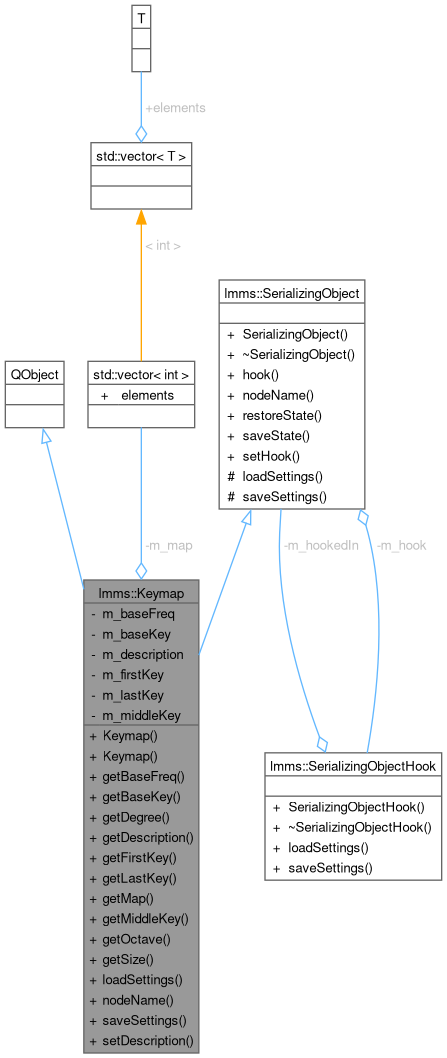 T
+elements
std::vector< T >
< int >
lmms::SerializingObject
+ SerializingObject()
+ ~SerializingObject()
+ hook()
+ nodeName()
+ restoreState()
+ saveState()
+ setHook()
# loadSettings()
# saveSettings()
QObject
std::vector< int >
+ elements
-m_map
-m_hookedIn
-m_hook
lmms::Keymap
- m_baseFreq
- m_baseKey
- m_description
- m_firstKey
- m_lastKey
- m_middleKey
+ Keymap()
+ Keymap()
+ getBaseFreq()
+ getBaseKey()
+ getDegree()
+ getDescription()
+ getFirstKey()
+ getLastKey()
+ getMap()
+ getMiddleKey()
+ getOctave()
+ getSize()
+ loadSettings()
+ nodeName()
+ saveSettings()
+ setDescription()
lmms::SerializingObjectHook
+ SerializingObjectHook()
+ ~SerializingObjectHook()
+ loadSettings()
+ saveSettings()